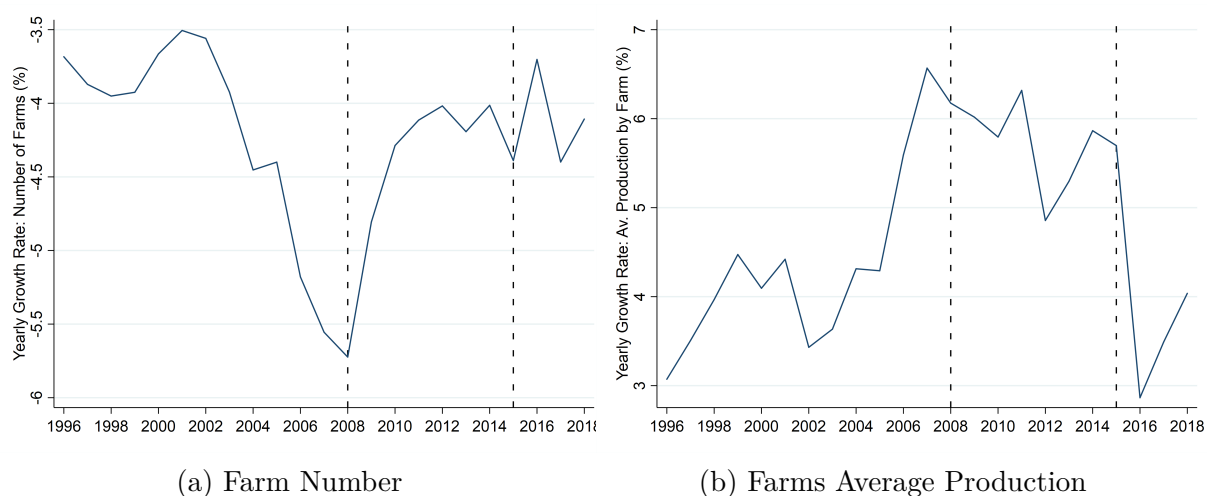 Yearly Growth Rate: Number of Farms (%)
-3.5
-4
-4.5
-5
-5.5
-6
1996 1998 2000 2002 2004 2006 2008 2010 2012 2014 2016 2018
(a) Farm Number
Yearly Growth Rate: Av. Production by Farm (%)
7
6
5
4
3
1996 1998 2000 2002 2004 2006 2008 2010 2012 2014 2016 2018
(b) Farms Average Production